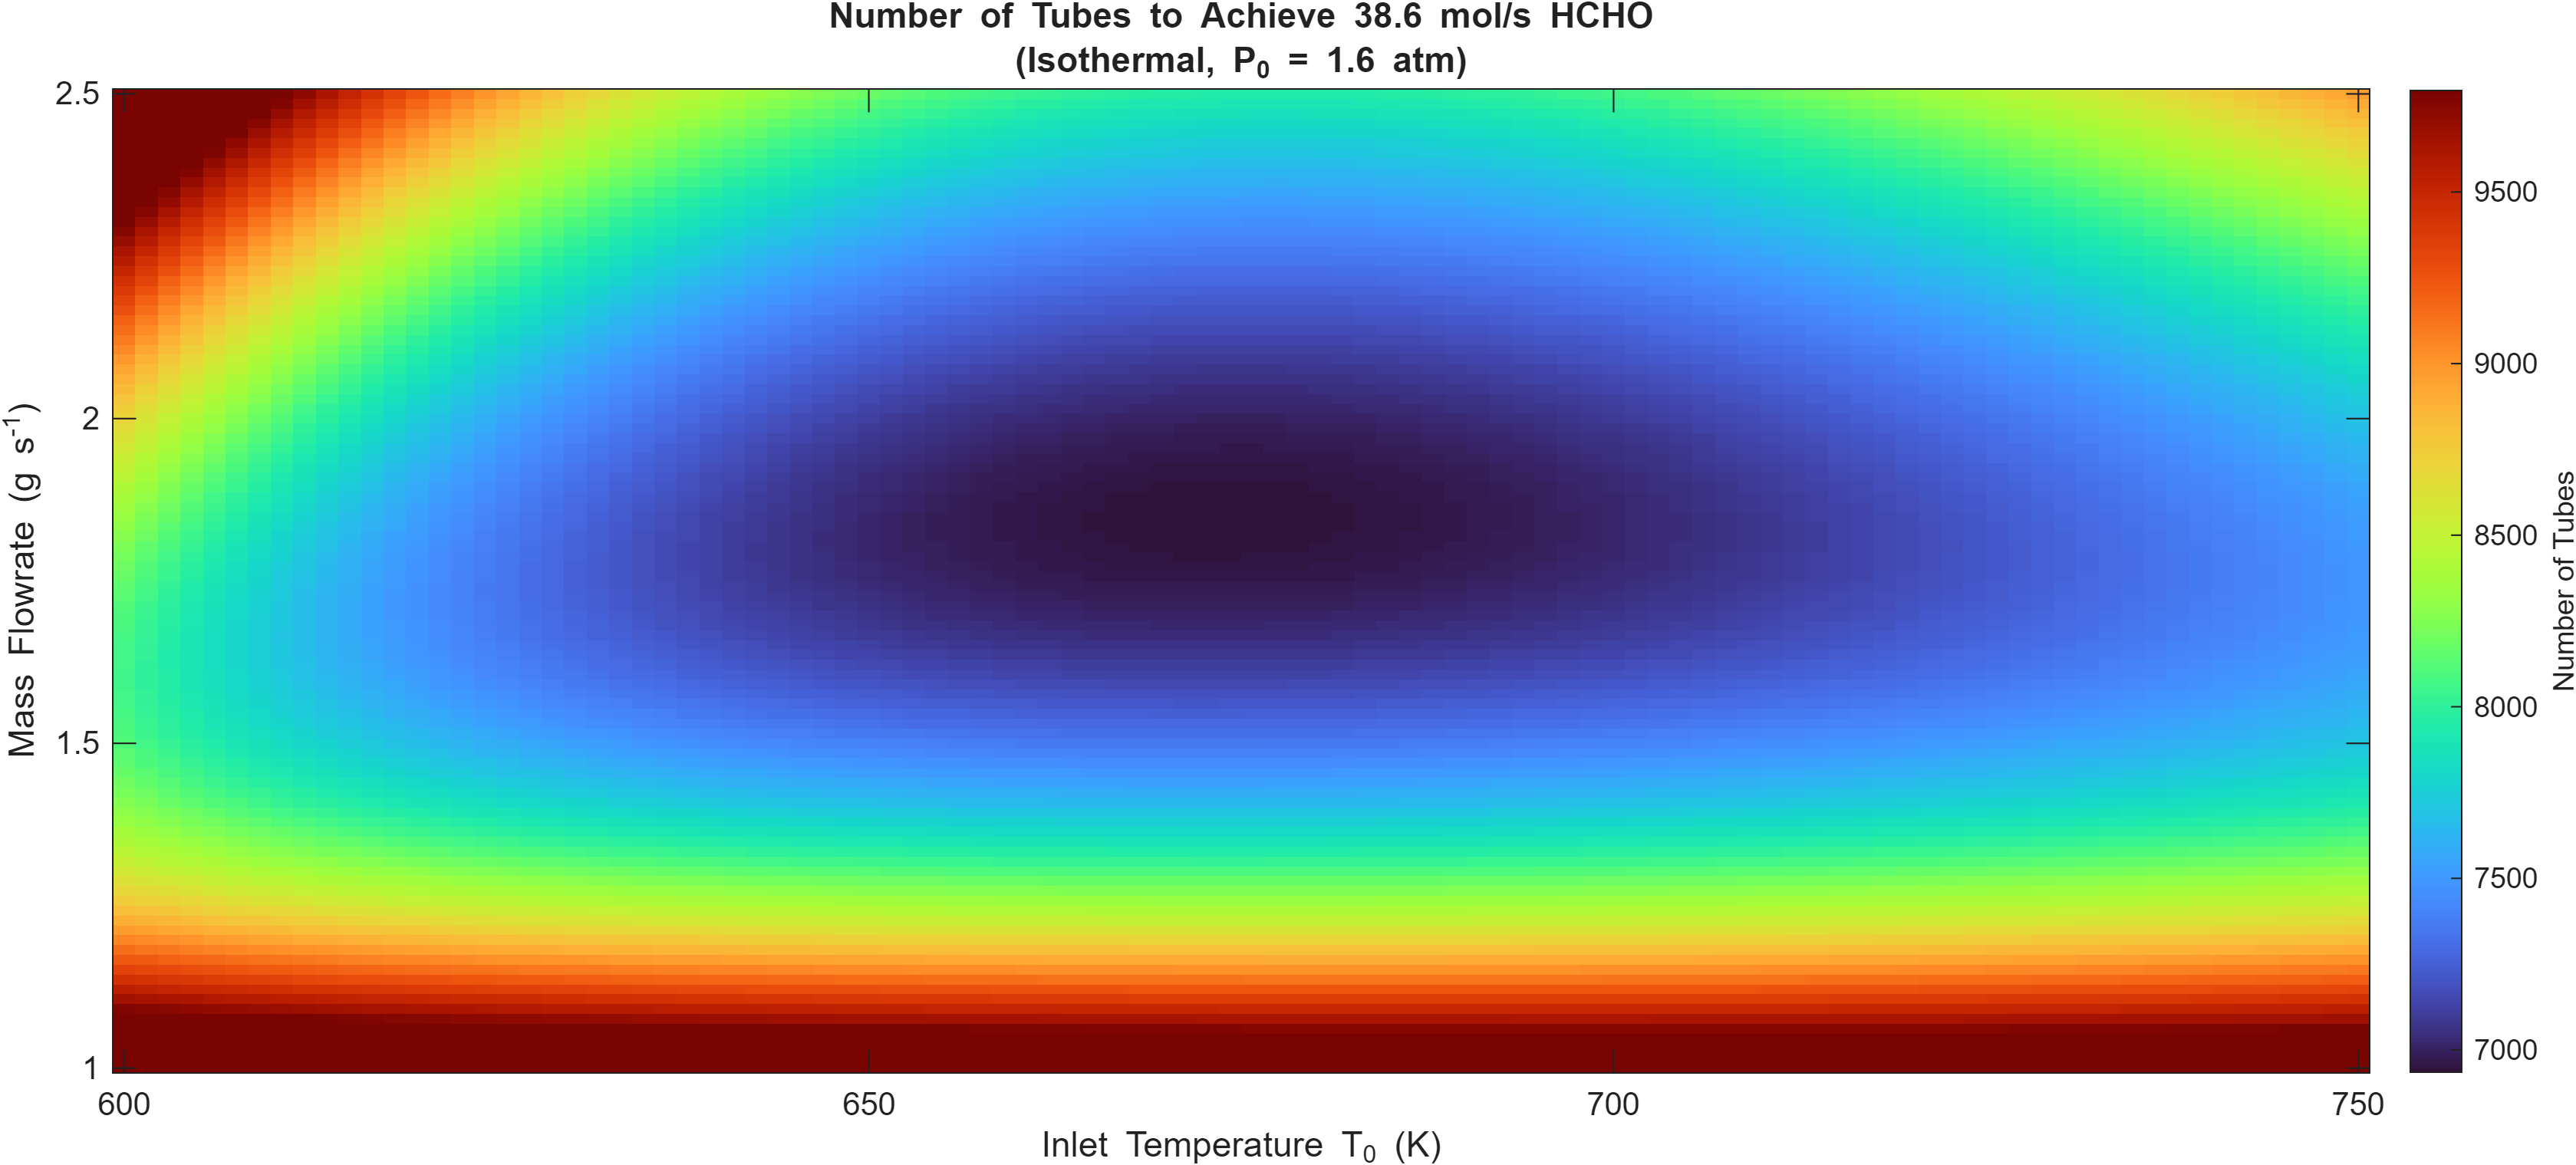 Number of Tubes to Achieve 38.6 mol/s HCHO
(Isothermal, P0 = 1.6 atm)
2.5
2
1.5
1
Mass Flowrate (g s-1)
600
650
700
750
Inlet Temperature T0 (K)
9500
9000
8500
8000
7500
7000
Number of Tubes